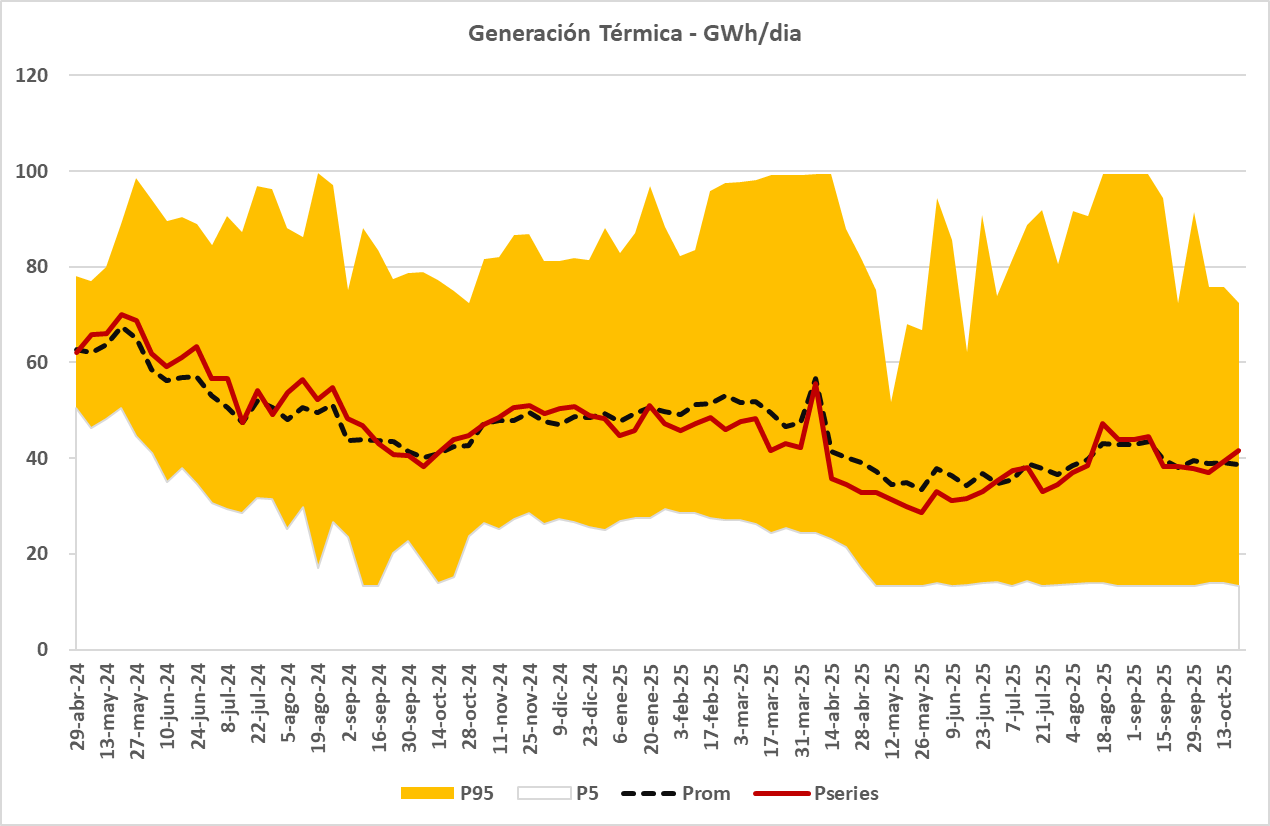 Generación Térmica - GWh/dia
120
100
80
60
40
20
0
29-abr-24
13-may-24
27-may-24
10-jun-24
24-jun-24
8-jul-24
22-jul-24
5-ago-24
19-ago-24
2-sep-24
16-sep-24
30-sep-24
14-oct-24
28-oct-24
11-nov-24
25-nov-24
9-dic-24
23-dic-24
6-ene-25
20-ene-25
3-feb-25
17-feb-25
3-mar-25
17-mar-25
31-mar-25
14-abr-25
28-abr-25
12-may-25
26-may-25
9-jun-25
23-jun-25
7-jul-25
21-jul-25
4-ago-25
18-ago-25
1-sep-25
15-sep-25
29-sep-25
13-oct-25
P95 P5 Prom Pseries